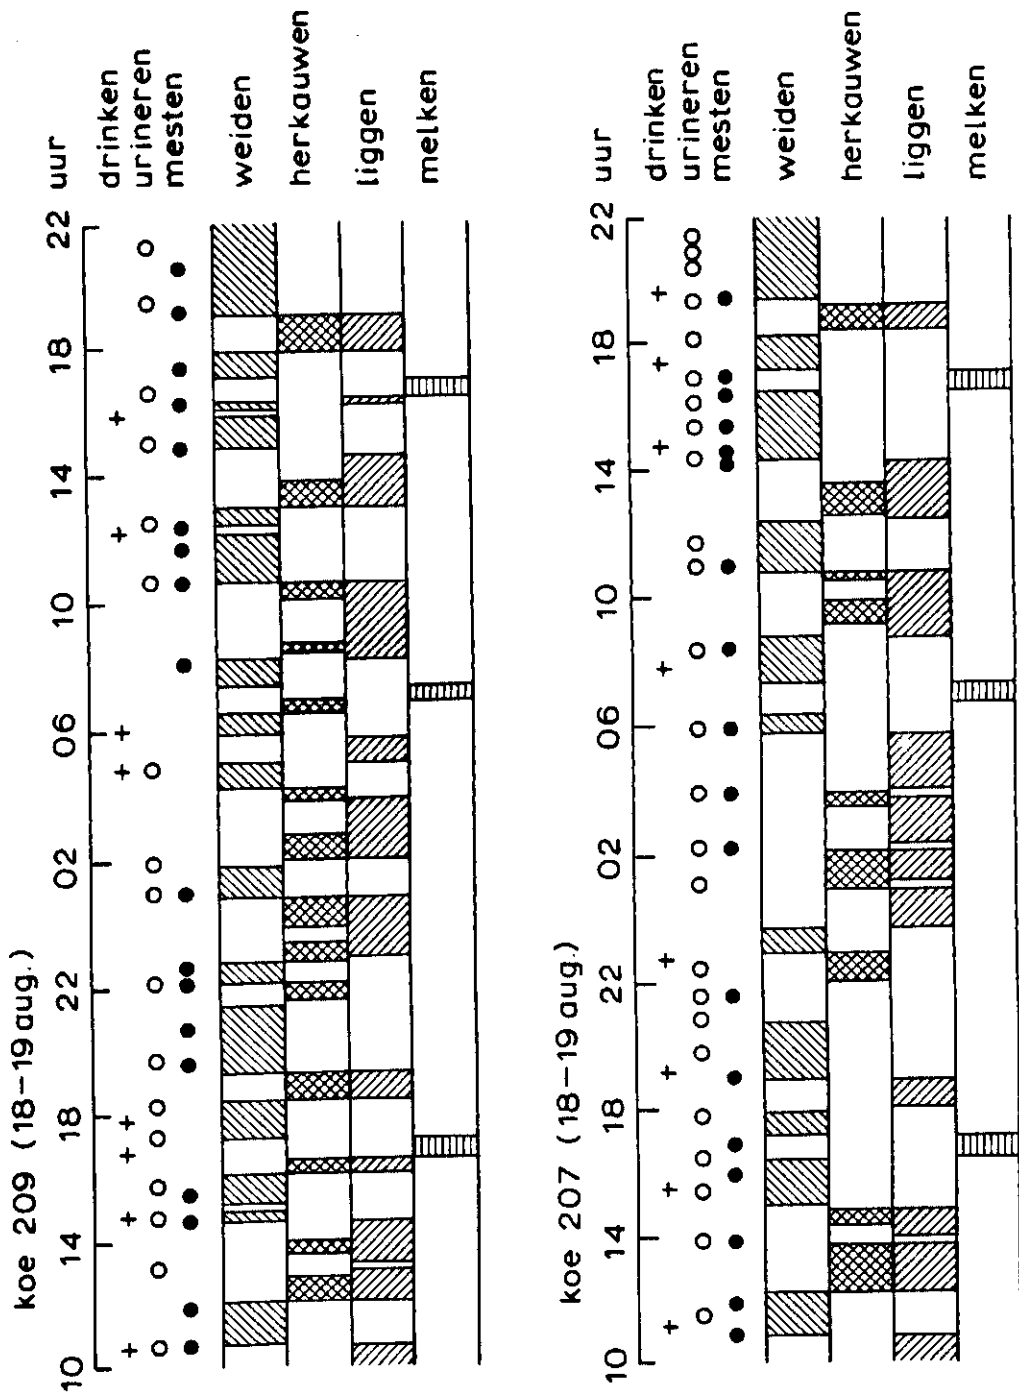 koe 209 (18-19 aug.)
10 14 18 22 02 06 10 14 18 22 uur
drinken
urineren
mesten
weiden
herkauwen
liggen
melken
koe 207 (18-19 aug.)
10 14 18 22 02 06 10 14 18 22 uur
drinken
urineren
mesten
weiden
herkauwen
liggen
melken